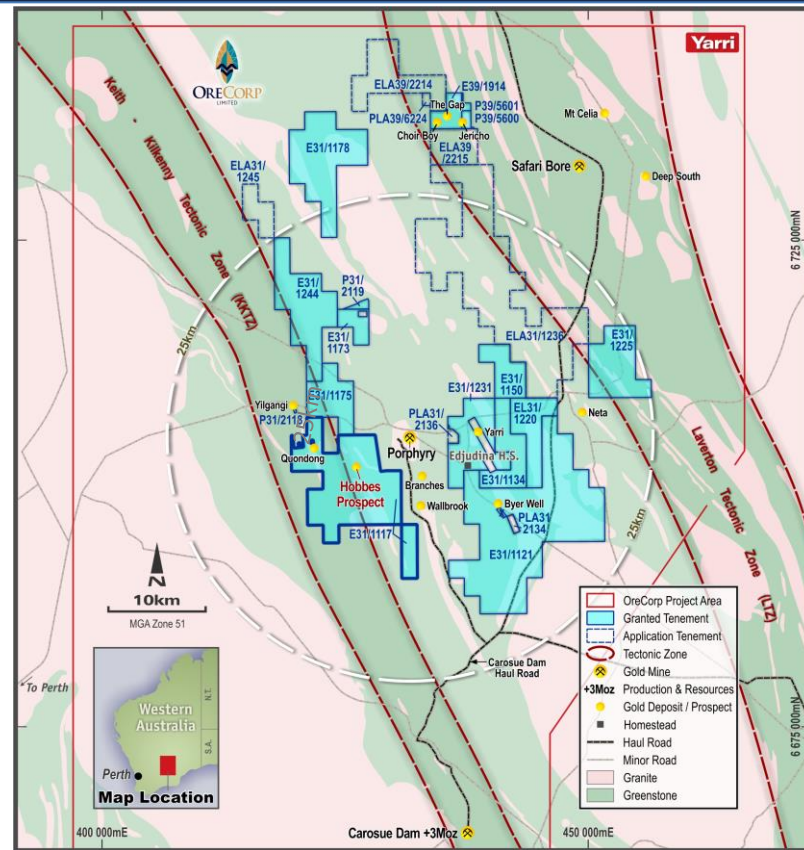 Yarri
ORECORP
LIMITED
ELA39/2214
E39/1914
The Gap
P39/5601
PLA39/6224
P39/5600
Choir Boy
Jericho
Mt Celia
ELA39
/2215
E31/1178
Safari Bore
Deep South
ELA31/
1245
Keith - Kilkenny Tectonic Zone (KKTZ)
6 725 000mN
E31/
1244
P31/
2119
25km
E31/
1173
ELA31/1236
E31/
1225
E31/
1150
E31/1231
E31/1175
EL31/
1220
Yilgangi
PLA31/
2136
P31/2118
Yarri
Neta
Porphyry
Edjudina H.S.
Quondong
Hobbes
Prospect
Branches
E31/1134
Wallbrook
Byer Well
PLA31
2134
E31/1117
E31/1121
25km
Laverton Tectonic Zone (LTZ)
N
10km
MGA Zone 51
Carosue Dam
Haul Road
To Perth
Western
Australia
N.T.
S.A.
Perth
Map Location
OreCorp Project Area
Granted Tenement
Application Tenement
Tectonic Zone
Gold Mine
+3Moz Production & Resources
Gold Deposit / Prospect
Homestead
Haul Road
Minor Road
Granite
Greenstone
6 675 000mN
400 000mE
Carosue Dam +3Moz
450 000mE